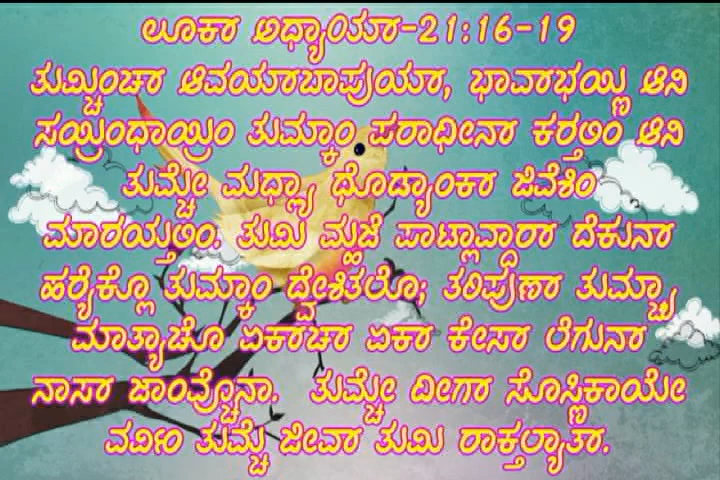 ಲೂಕ್ ಅಧ್ಯಾಯ್-21:16-19
ತುಮ್ಚಿಂಚ್ ಆವಯ್‌ಬಾಪುಯ್, ಭಾವ್‌ಭಯ್ಣಿ ಆನಿ
ಸಯ್ರಿಂಧಾಯ್ರಿಂ ತುಮ್ಕಾಂ ಪರಾಧೀನ್ ಕರ್ತಲಿಂ ಆನಿ
ತುಮ್ಚೇ ಮಧ್ಲ್ಯಾ ಥೊಡ್ಯಾಂಕ್ ಜಿವೆಶಿಂ
ಮಾರಯ್ತಲಿಂ. ತುಮಿ ಮ್ಹಜೆ ಪಾಟ್ಲಾವ್ದಾರ್ ದೆಕುನ್
ಹರ್‍ಯೆಕ್ಲೊ ತುಮ್ಕಾಂ ದ್ವೇಶಿತಲೊ; ತರಿಪುಣ್ ತುಮ್ಚ್ಯಾ
ಮಾತ್ಯಾಚೊ ಏಕ್‌ಚ್ ಏಕ್ ಕೇಸ್ ಲೆಗುನ್
ನಾಸ್ ಜಾಂವ್ಚೊನಾ. ತುಮ್ಚೇ ದೀಗ್ ಸೊಸ್ಣಿಕಾಯೇ
ವರ್ವಿಂ ತುಮ್ಚೆ ಜೀವ್ ತುಮಿ ರಾಕ್ತಲ್ಯಾತ್.